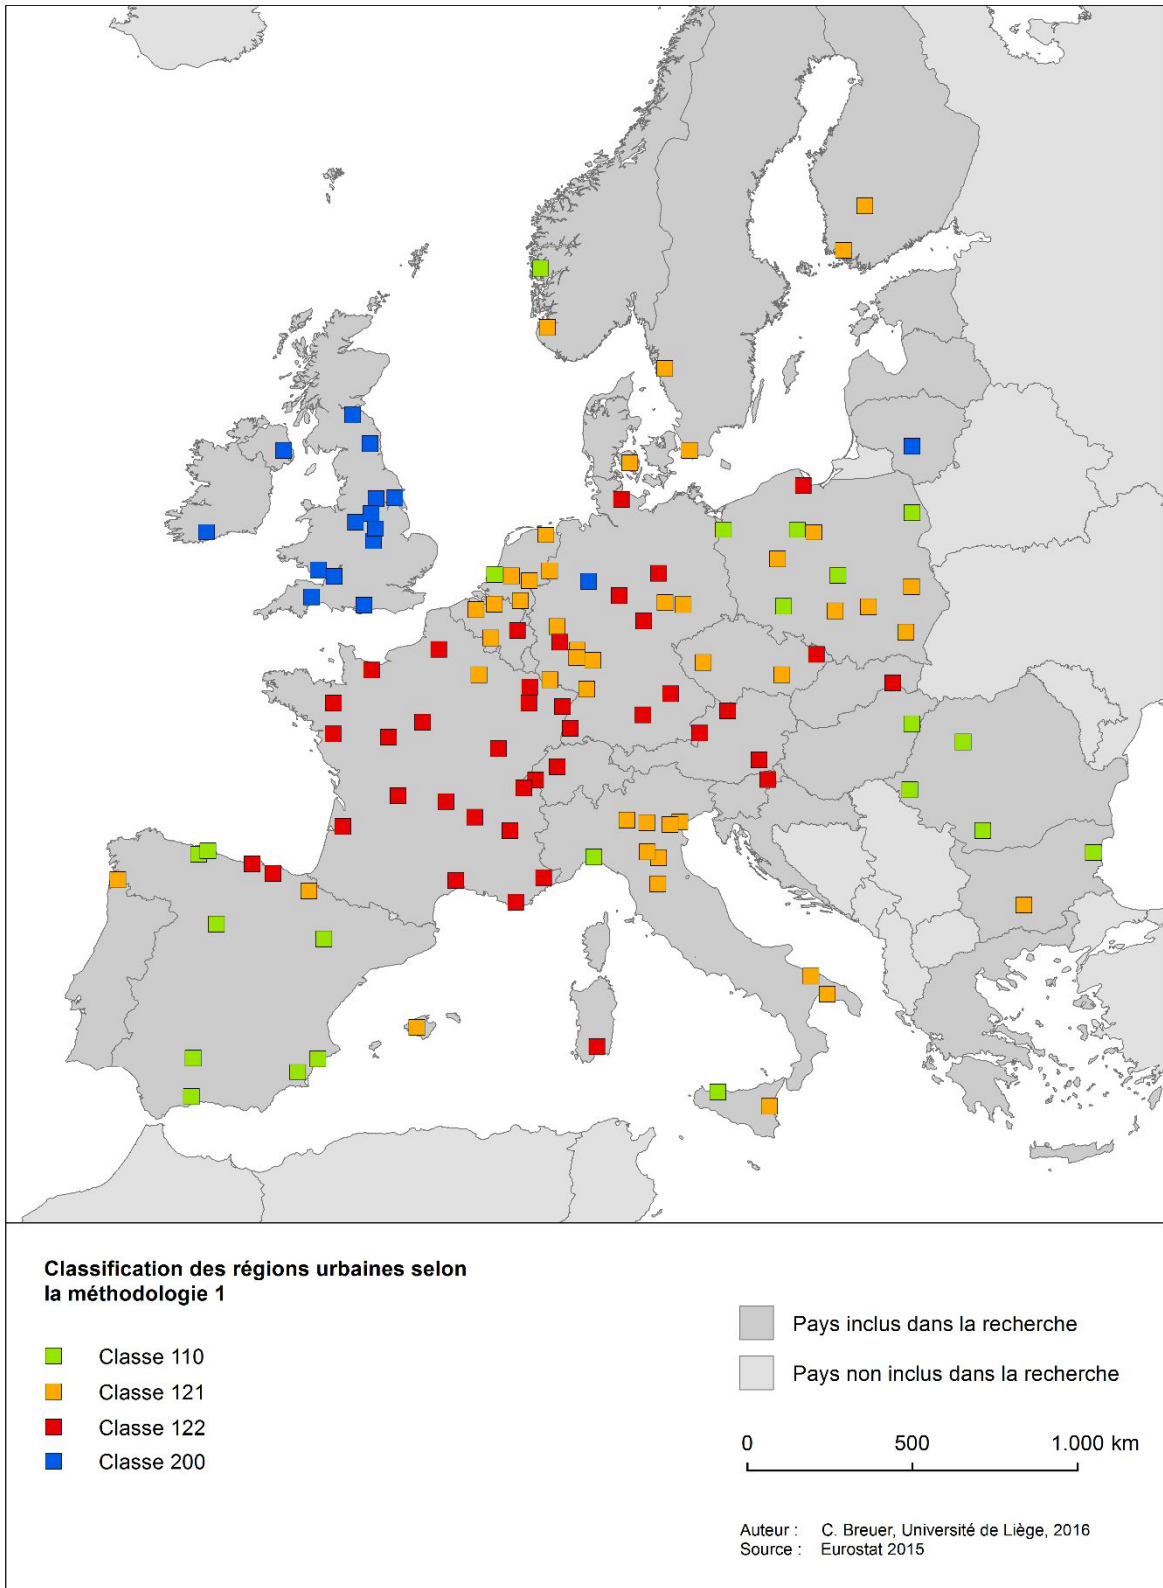 Classification des régions urbaines selon
la méthodologie 1
Classe 110
Classe 121
Classe 122
Classe 200
Pays inclus dans la recherche
Pays non inclus dans la recherche
0 500 1.000 km
Auteur : C. Breuer, Université de Liège, 2016
Source : Eurostat 2015